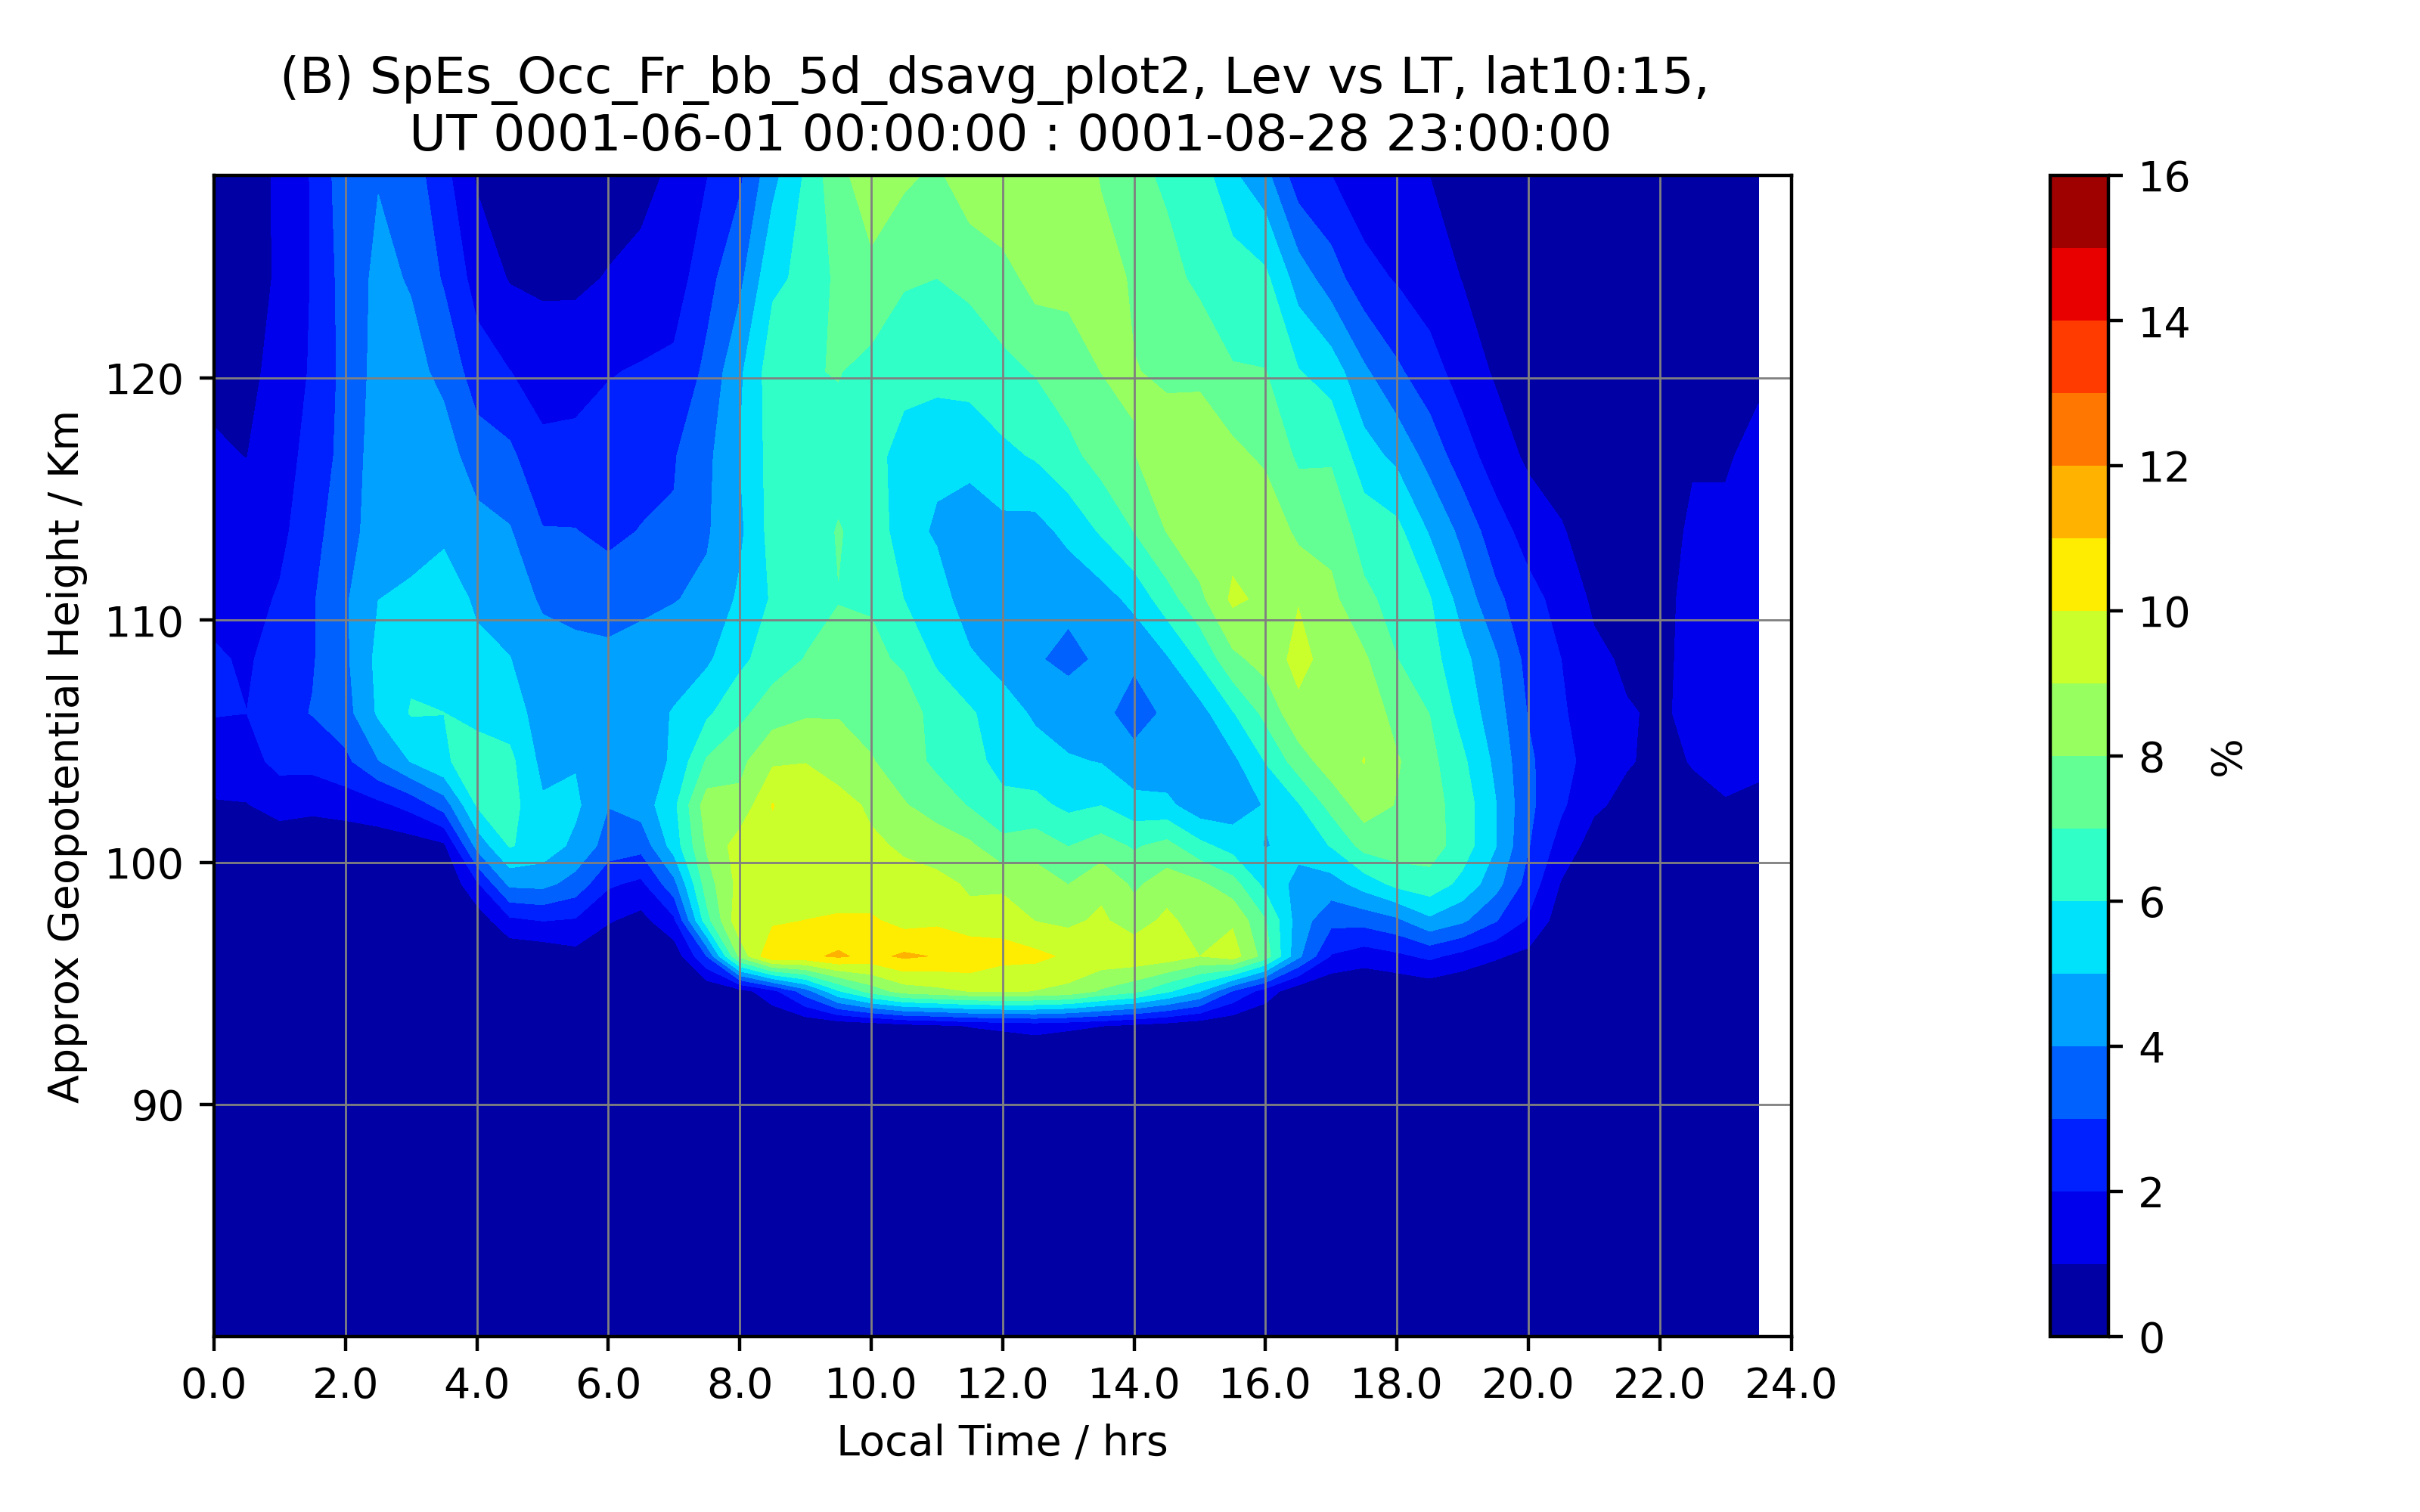 (B) SpEs_Occ_Fr_bb_5d_dsavg_plot2, Lev vs LT, lat10:15,
UT 0001-06-01 00:00:00 : 0001-08-28 23:00:00
Approx Geopotential Height / Km
120
110
100
90
0.0 2.0 4.0 6.0 8.0 10.0 12.0 14.0 16.0 18.0 20.0 22.0 24.0
Local Time / hrs
16
14
12
10
8
6
4
2
0
%